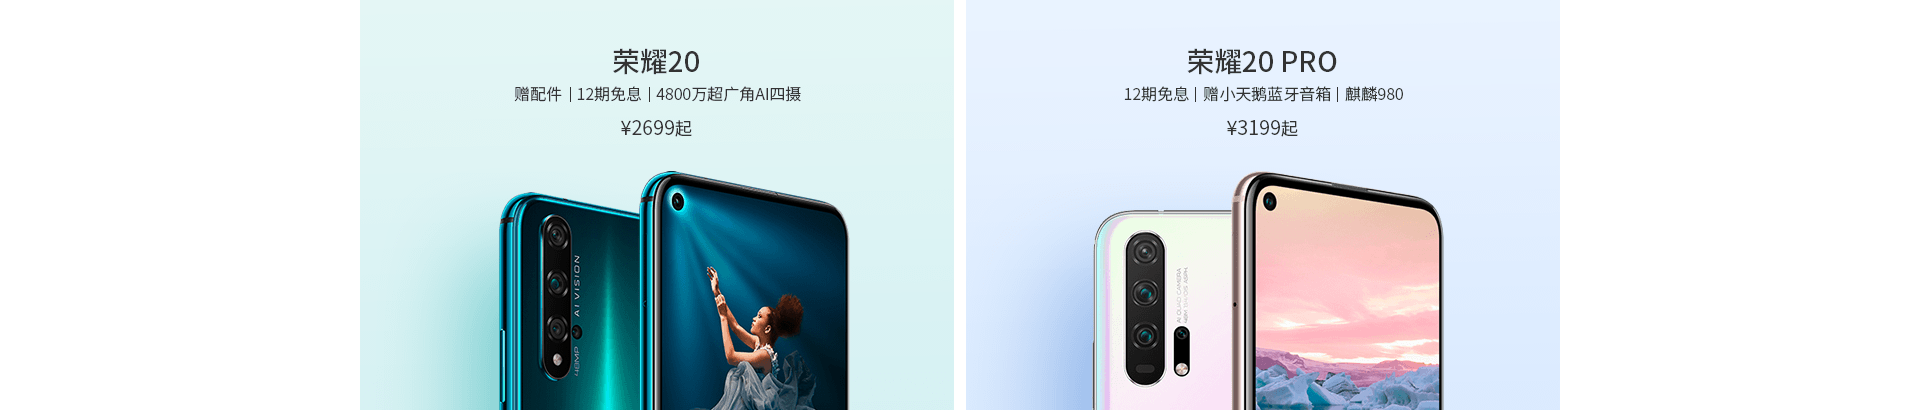 荣耀20
赠配件 | 12期免息 | 4800万超广角AI四摄
¥2699起
AI VISION
48MP
荣耀20 PRO
12期免息 | 赠小天鹅蓝牙音箱 | 麒麟980
¥3199起
AI QUAD CAMERA